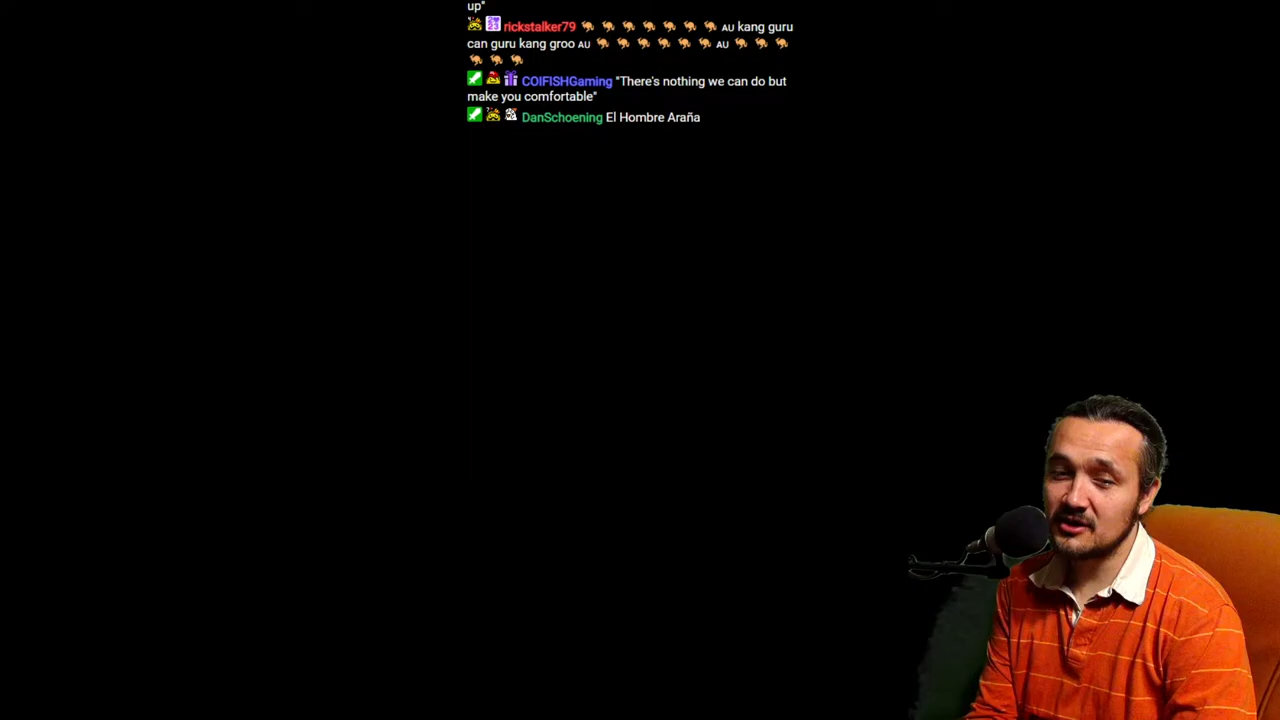 up"
rickstalker79 🦘 🦘 🦘 🦘 🦘 🦘 🦘 AU kang guru
can guru kang groo AU 🦘 🦘 🦘 🦘 🦘 🦘 AU 🦘 🦘 🦘
🦘 🦘 🦘
COIFISHGaming "There's nothing we can do but
make you comfortable"
DanSchoening El Hombre Araña